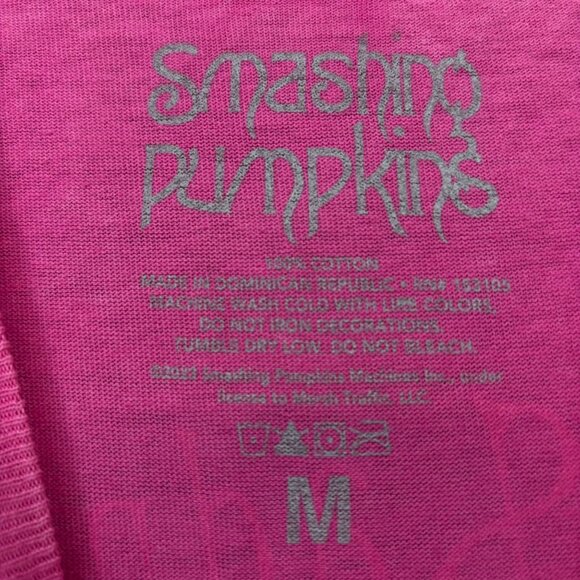 Smashing
pumpkins
100% COTTON
MADE IN DOMINICAN REPUBLIC • RN# 153105
MACHINE WASH COLD WITH LIKE COLORS.
DO NOT IRON DECORATIONS.
TUMBLE DRY LOW. DO NOT BLEACH.
©2021 Smashing Pumpkins Machines Inc., under
license to Merch Traffic, LLC.
M